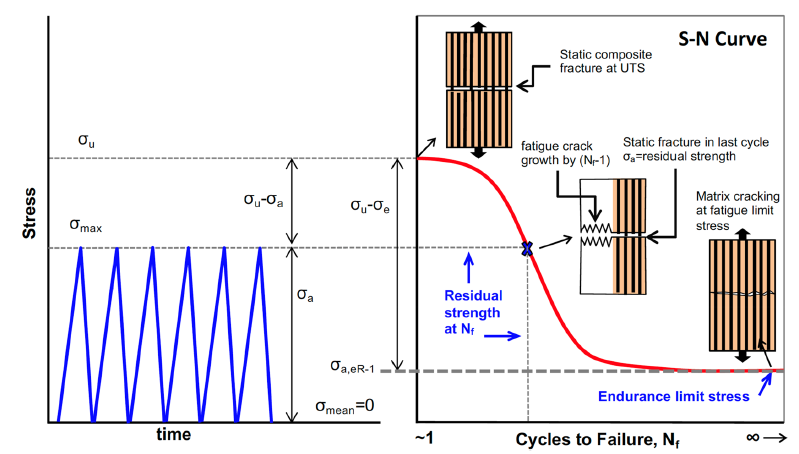 S-N Curve
Static composite
fracture at UTS
σu
fatigue crack
growth by (Nf-1)
Static fracture in last cycle
σa=residual strength
σu-σa
σu-σe
Matrix cracking
at fatigue limit
stress
Stress
σmax
σa
Residual
strength
at Nf
σa,eR-1
Endurance limit stress
σmean=0
time
~1
Cycles to Failure, Nf
∞